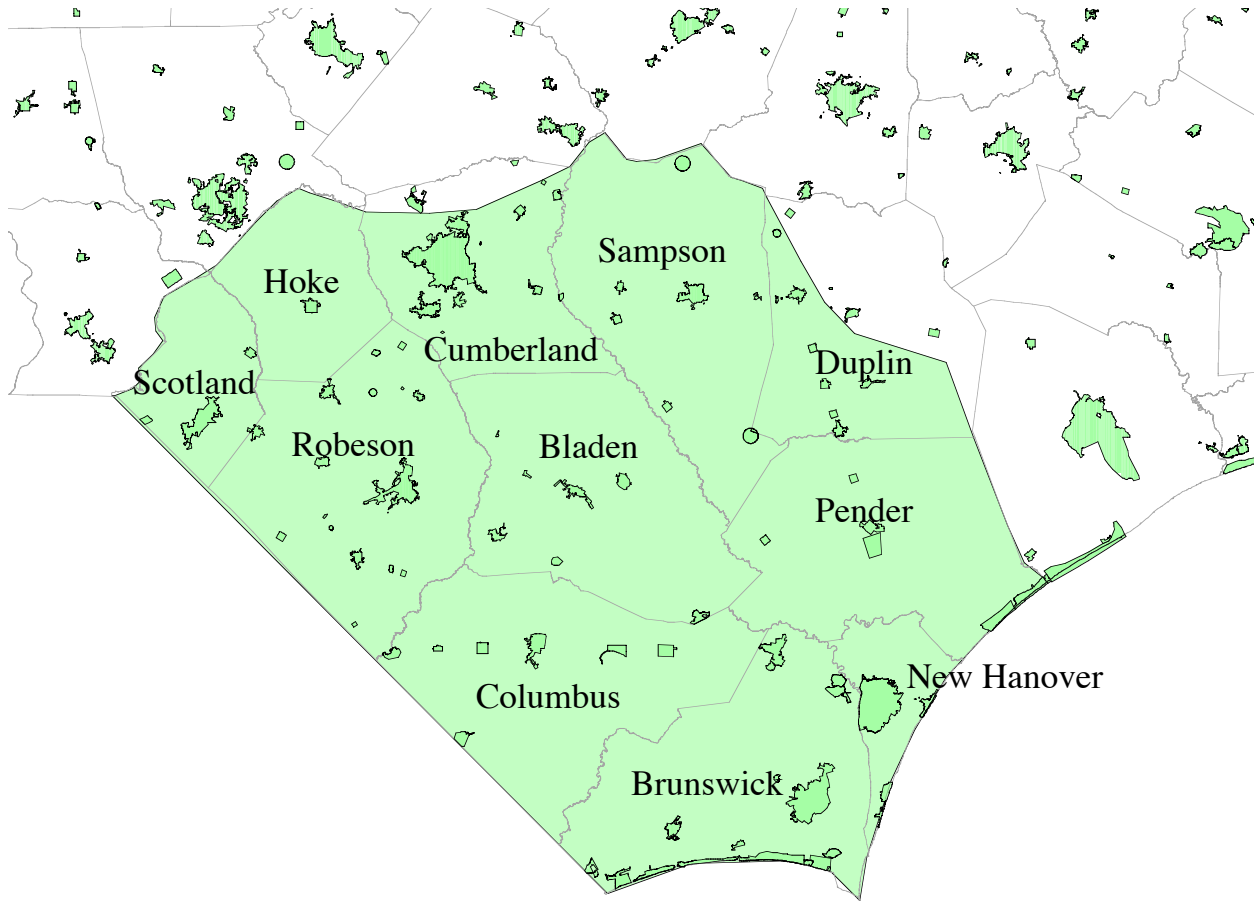 Sampson
Hoke
Cumberland
Duplin
Scotland
Robeson
Bladen
Pender
New Hanover
Columbus
Brunswick